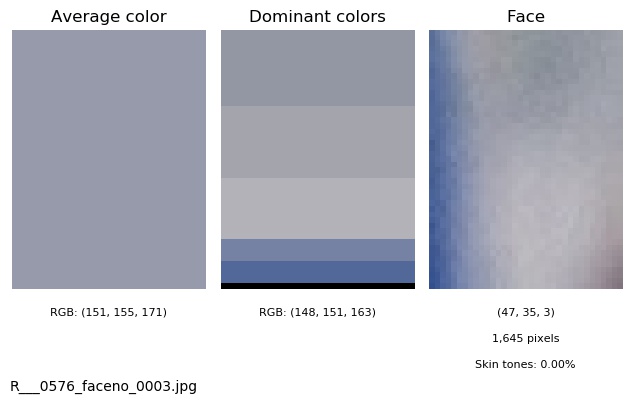 Average color
Dominant colors
Face
RGB: (151, 155, 171)
RGB: (148, 151, 163)
(47, 35, 3)
1,645 pixels
Skin tones: 0.00%
R___0576_faceno_0003.jpg